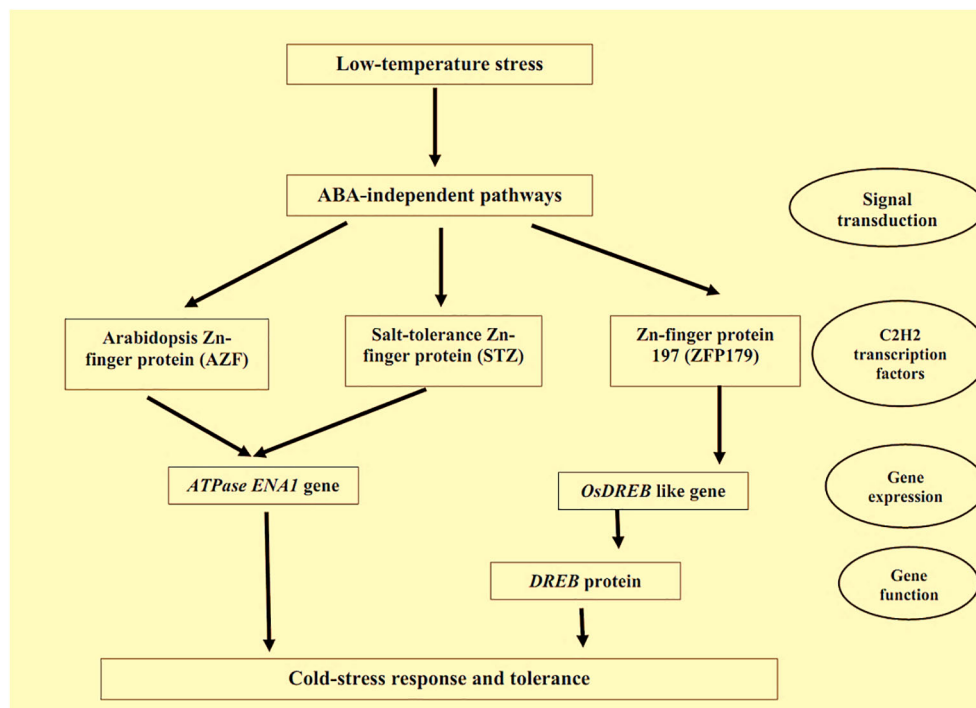 Low-temperature stress
ABA-independent pathways
Signal
transduction
Arabidopsis Zn-
finger protein (AZF)
Salt-tolerance Zn-
finger protein (STZ)
Zn-finger protein
197 (ZFP179)
C2H2
transcription
factors
ATPase ENA1 gene
OsDREB like gene
Gene
expression
DREB protein
Gene
function
Cold-stress response and tolerance